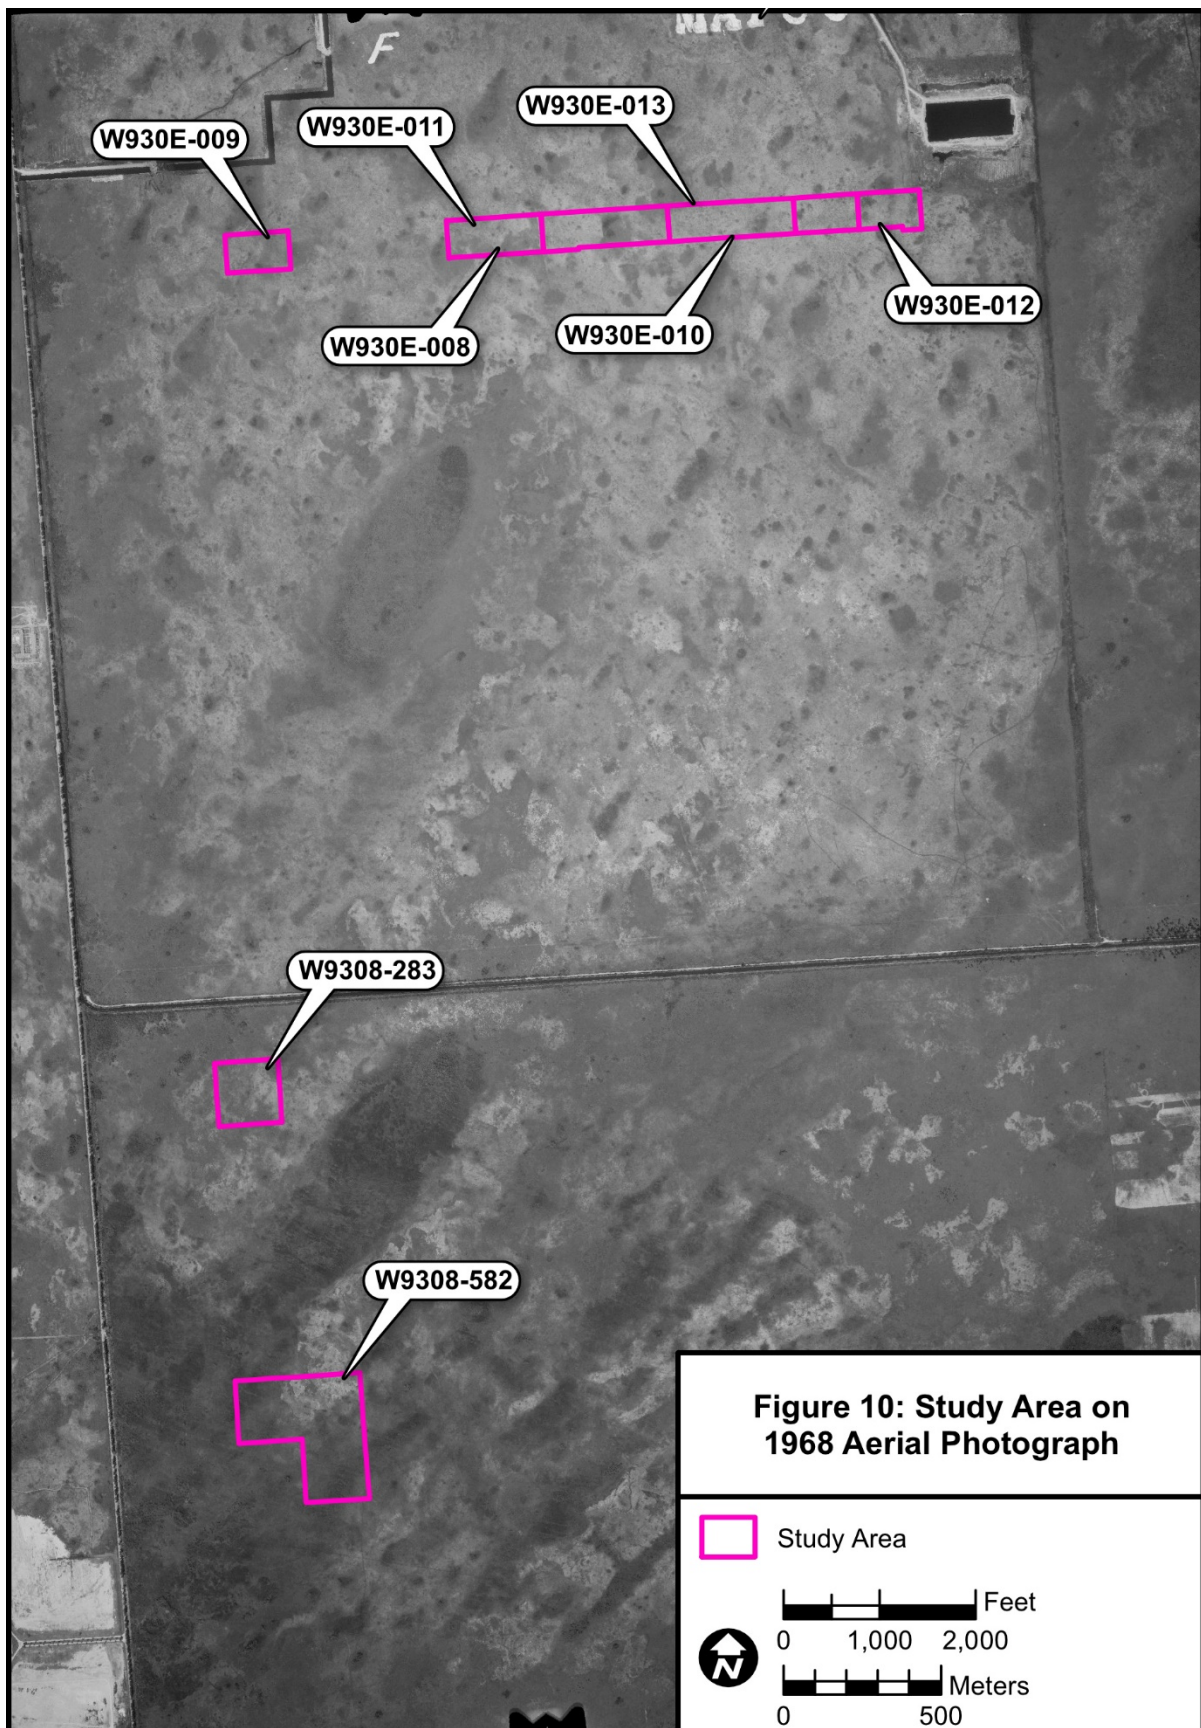 F
W930E-013
W930E-011
W930E-009
W930E-012
W930E-010
W930E-008
W9308-283
W9308-582
Figure 10: Study Area on
1968 Aerial Photograph
Study Area
Feet
0 1,000 2,000
N
Meters
0 500